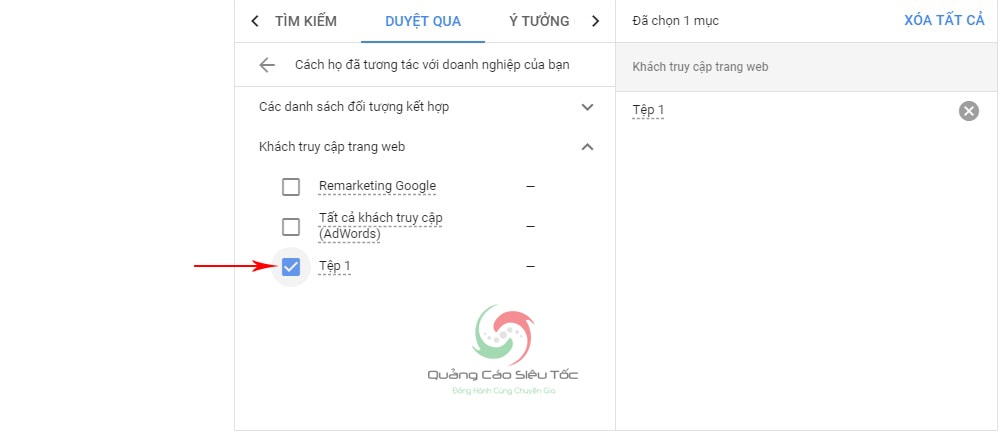 TÌM KIẾM
DUYỆT QUA
Ý TƯỞNG
Cách họ đã tương tác với doanh nghiệp của bạn
Các danh sách đối tượng kết hợp
Khách truy cập trang web
Remarketing Google –
Tất cả khách truy cập
(AdWords) –
Tệp 1 –
Quảng Cáo Siêu Tốc
Đồng Hành Cùng Chuyên Gia
Đã chọn 1 mục
XÓA TẤT CẢ
Khách truy cập trang web
Tệp 1